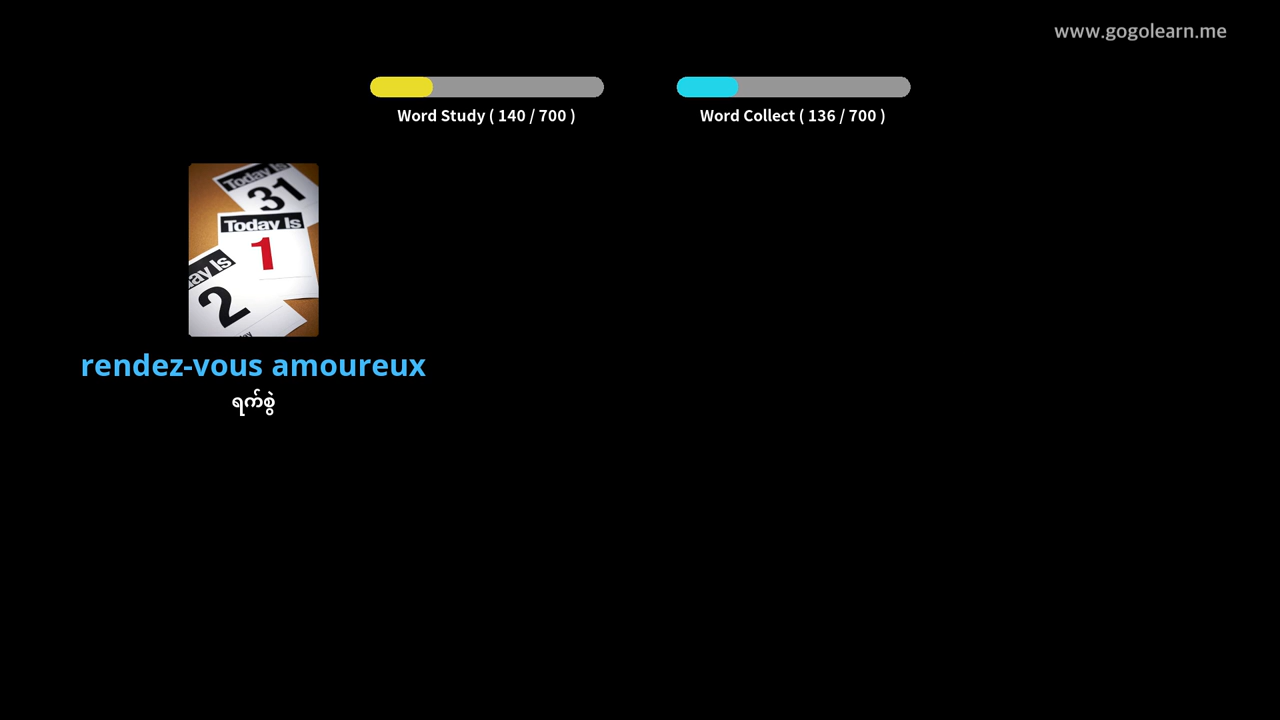 www.gogolearn.me
Word Study ( 140 / 700 )
Word Collect ( 136 / 700 )
Today Is
31
Today Is
1
ay Is
2
rendez-vous amoureux
ရက်စွဲ